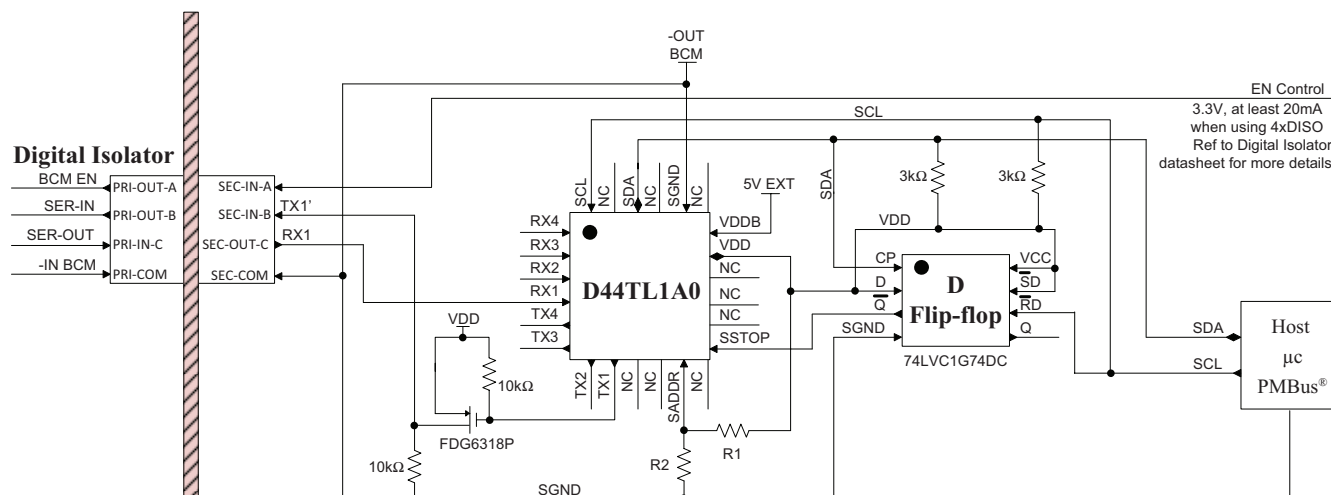 -OUT
BCM
EN Control
3.3V, at least 20mA
when using 4xDISO
Ref to Digital Isolator
datasheet for more details
SCL
Digital Isolator
BCM EN
SER-IN
SER-OUT
-IN BCM
PRI-OUT-A
PRI-OUT-B
PRI-IN-C
PRI-COM
SEC-IN-A
SEC-IN-B
SEC-OUT-C
SEC-COM
TX1'
RX1
SCL
NC
SDA
NC
SGND
NC
5V EXT
SDA
3kΩ
3kΩ
VDD
RX4
RX3
RX2
RX1
TX4
TX3
D44TL1A0
VDDB
VDD
NC
NC
NC
SSTOP
TX2
TX1
NC
NC
SADDR
NC
CP
D
Q
SGND
D
Flip-flop
74LVC1G74DC
VCC
SD
RD
Q
SDA
SCL
Host
µc
PMBus®
VDD
10kΩ
FDG6318P
10kΩ
R1
R2
SGND